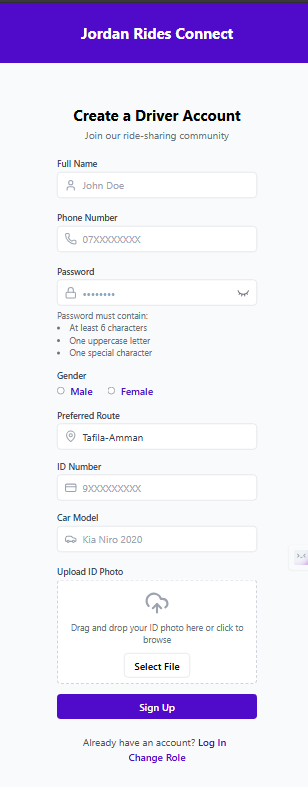 Jordan Rides Connect
Create a Driver Account
Join our ride-sharing community
Full Name
John Doe
Phone Number
07XXXXXXXX
Password
••••••••
Password must contain:
• At least 6 characters
• One uppercase letter
• One special character
Gender
Male Female
Preferred Route
Tafila-Amman
ID Number
9XXXXXXXXX
Car Model
Kia Niro 2020
Upload ID Photo
Drag and drop your ID photo here or click to
browse
Select File
Sign Up
Already have an account? Log In
Change Role